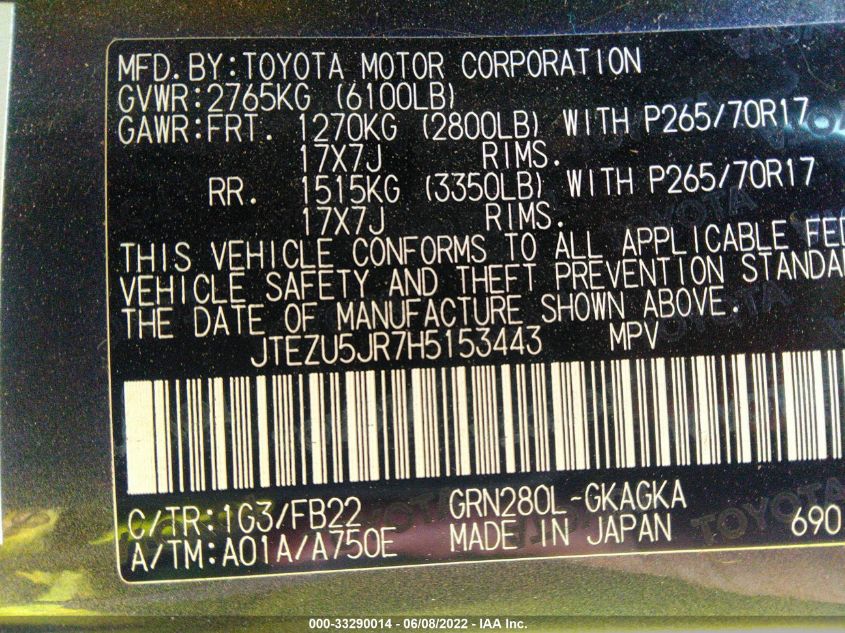 MFD.BY:TOYOTA MOTOR CORPORATION
GVWR:2765KG (6100LB)
GAWR:FRT. 1270KG (2800LB) WITH P265/70R17
17X7J RIMS.
RR. 1515KG (3350LB) WITH P265/70R17
17X7J RIMS.
THIS VEHICLE CONFORMS TO ALL APPLICABLE FED
VEHICLE SAFETY AND THEFT PREVENTION STANDA
THE DATE OF MANUFACTURE SHOWN ABOVE.
JTEZU5JR7H5153443 MPV
C/TR:1G3/FB22 GRN280L-GKAGKA
A/TM:A01A/A750E MADE IN JAPAN 690
000-33290014 - 06/08/2022 - IAA Inc.